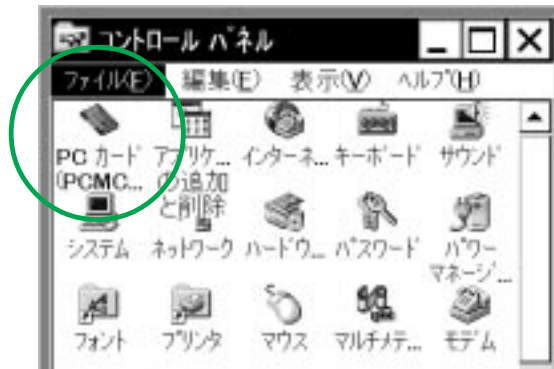 コントロール パネル
ファイル(F) 編集(E) 表示(V) ヘルプ(H)
PC カード (PCMC...
アプリケ... の追加 と削除
インターネ...
キーボード
サウンド
システム
ネットワーク
ハードウ...
パスワード
パワー マネージ...
フォント
プリンタ
マウス
マルチメデ...
モデム